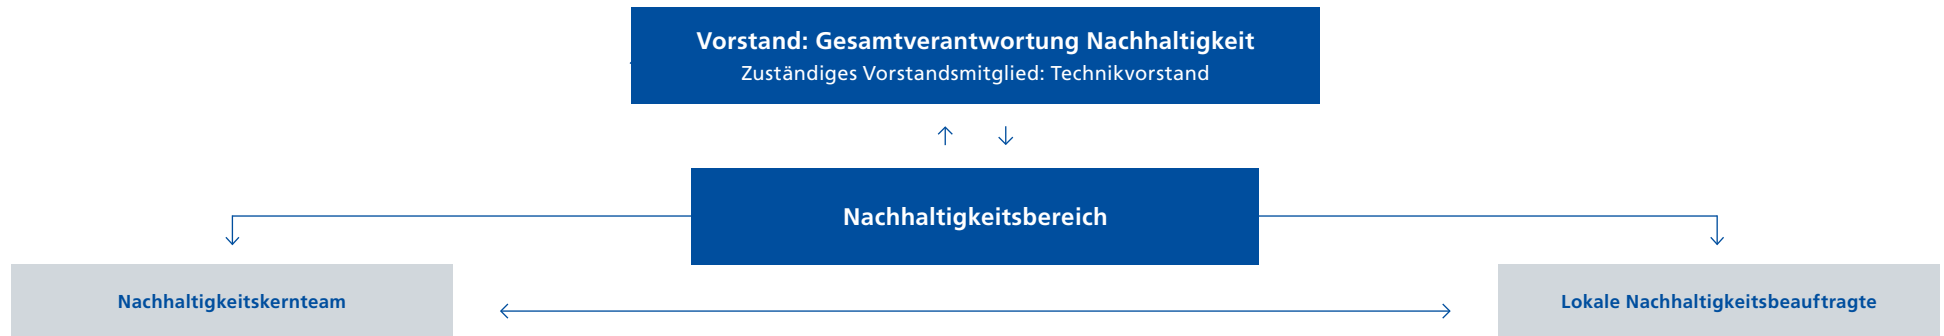 Vorstand: Gesamtverantwortung Nachhaltigkeit
Zuständiges Vorstandsmitglied: Technikvorstand
Nachhaltigkeitsbereich
Nachhaltigkeitskernteam
Lokale Nachhaltigkeitsbeauftragte